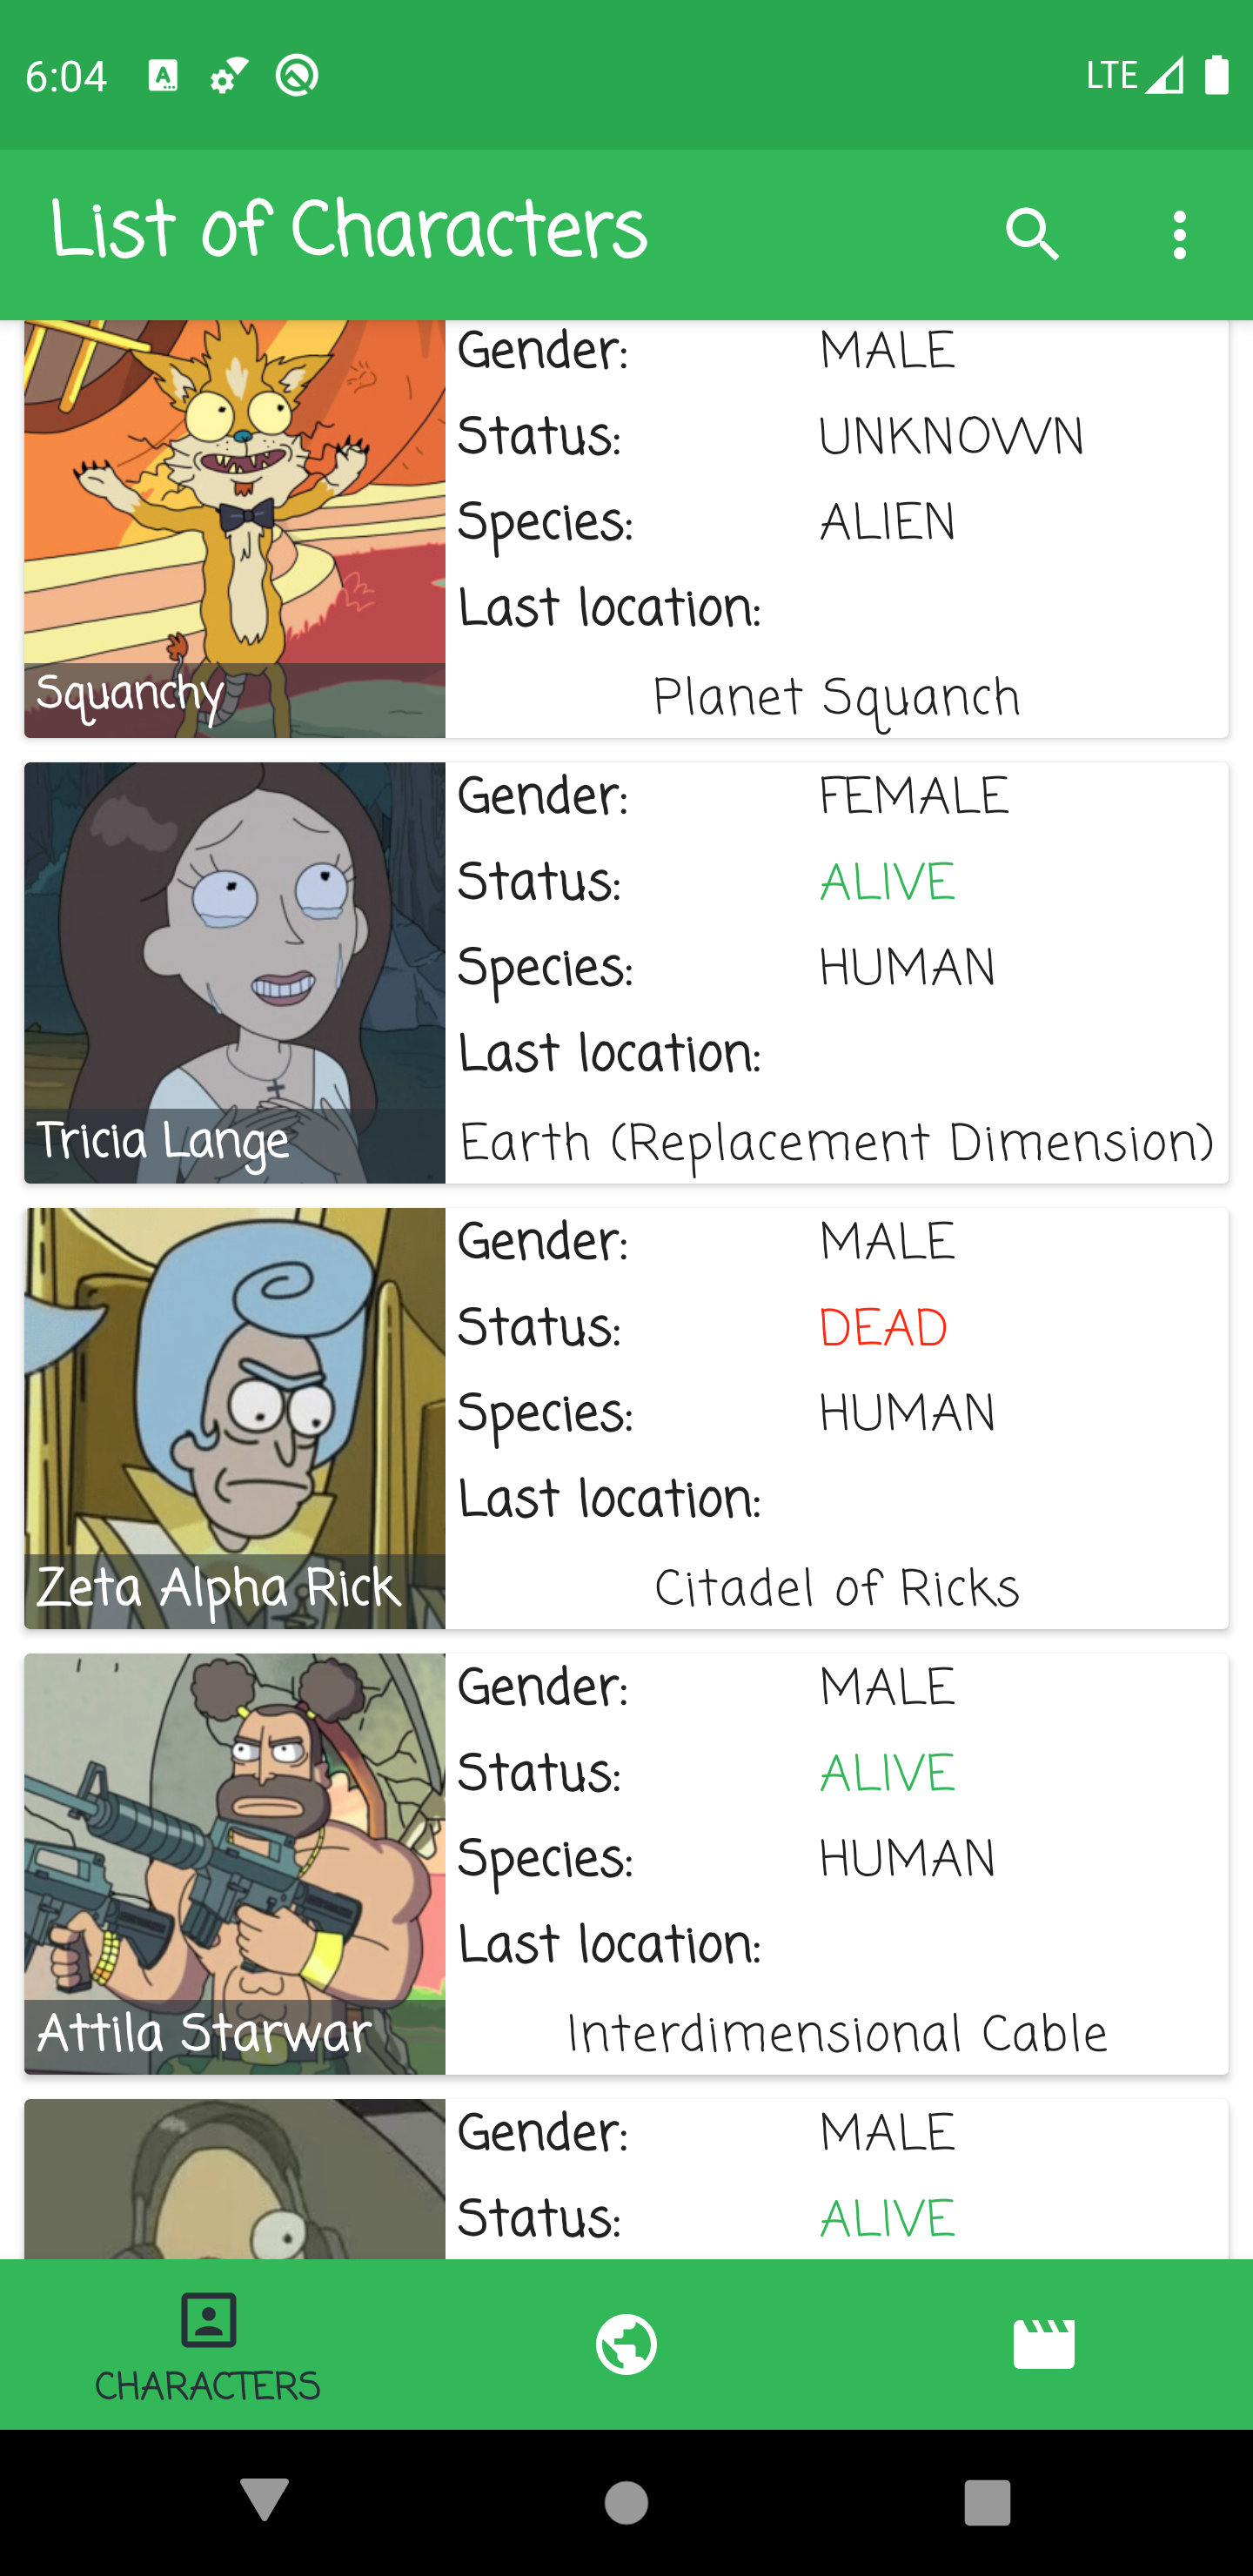 6:04 LTE
List of Characters
Gender: MALE
Status: UNKNOWN
Species: ALIEN
Last location:
Planet Squanch
Squanchy
Gender: FEMALE
Status: ALIVE
Species: HUMAN
Last location:
Earth (Replacement Dimension)
Tricia Lange
Gender: MALE
Status: DEAD
Species: HUMAN
Last location:
Citadel of Ricks
Zeta Alpha Rick
Gender: MALE
Status: ALIVE
Species: HUMAN
Last location:
Interdimensional Cable
Attila Starwar
Gender: MALE
Status: ALIVE
CHARACTERS